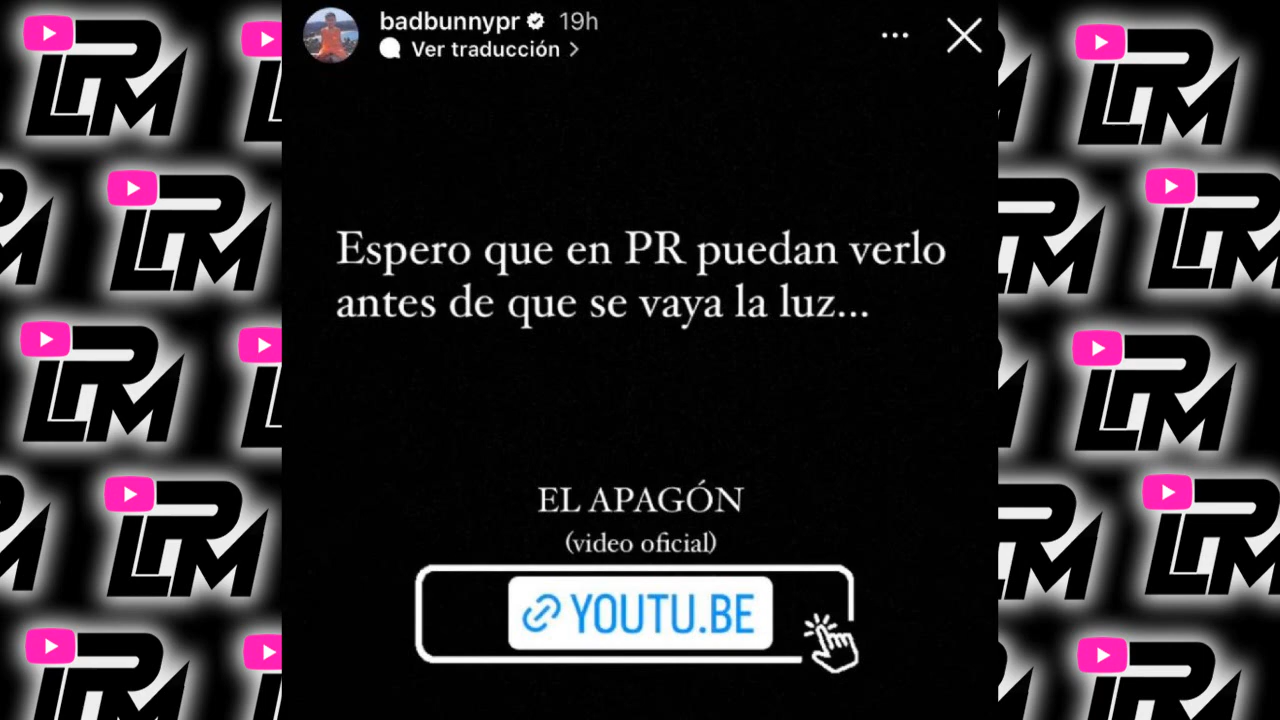 badbunnypr 19h
Ver traducción
Espero que en PR puedan verlo
antes de que se vaya la luz...
EL APAGÓN
(video oficial)
YOUTU.BE
LRM